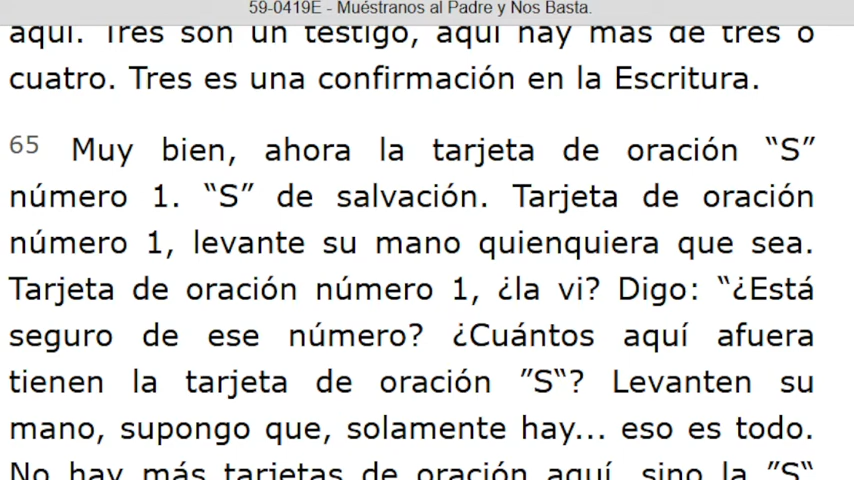 59-0419E - Muéstranos al Padre y Nos Basta.
aquí. Tres son un testigo, aquí hay más de tres o
cuatro. Tres es una confirmación en la Escritura.
65 Muy bien, ahora la tarjeta de oración “S”
número 1. “S” de salvación. Tarjeta de oración
número 1, levante su mano quienquiera que sea.
Tarjeta de oración número 1, ¿la vi? Digo: “¿Está
seguro de ese número? ¿Cuántos aquí afuera
tienen la tarjeta de oración ”S“? Levanten su
mano, supongo que, solamente hay... eso es todo.
No hay más tarjetas de oración aquí, sino la ”S“